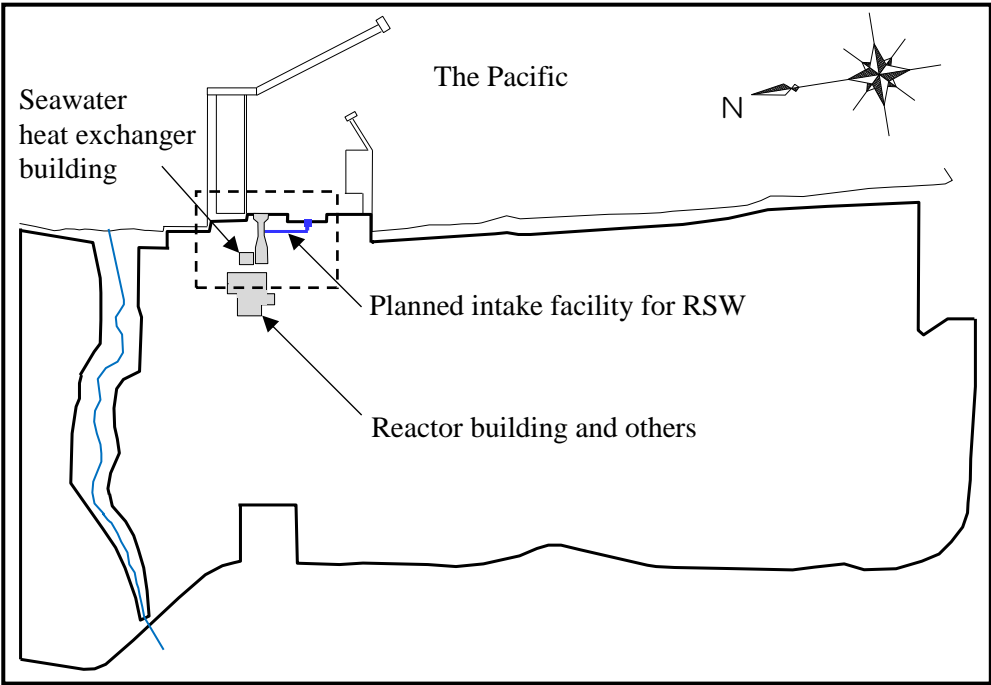 The Pacific
Seawater
heat exchanger
building
N
Planned intake facility for RSW
Reactor building and others